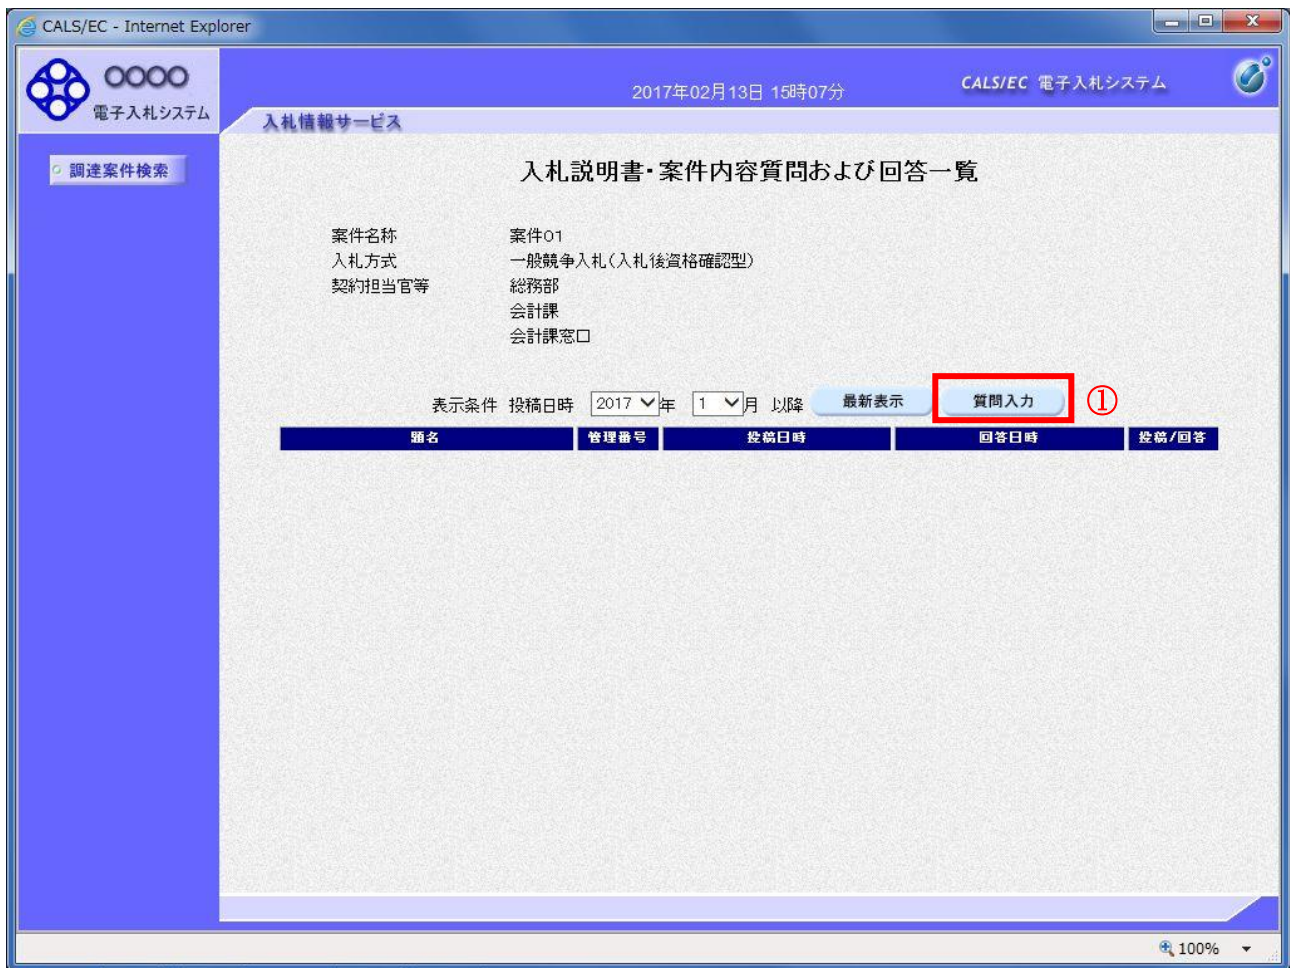 CALS/EC - Internet Explorer
○○○○
電子入札システム
2017年02月13日 15時07分
CALS/EC 電子入札システム
入札情報サービス
調達案件検索
入札説明書・案件内容質問および回答一覧
案件名称 案件01
入札方式 一般競争入札(入札後資格確認型)
契約担当官等 総務部
会計課
会計課窓口
表示条件 投稿日時 2017 年 1 月 以降 最新表示 質問入力 ①
題名 管理番号 投稿日時 回答日時 投稿/回答
100%